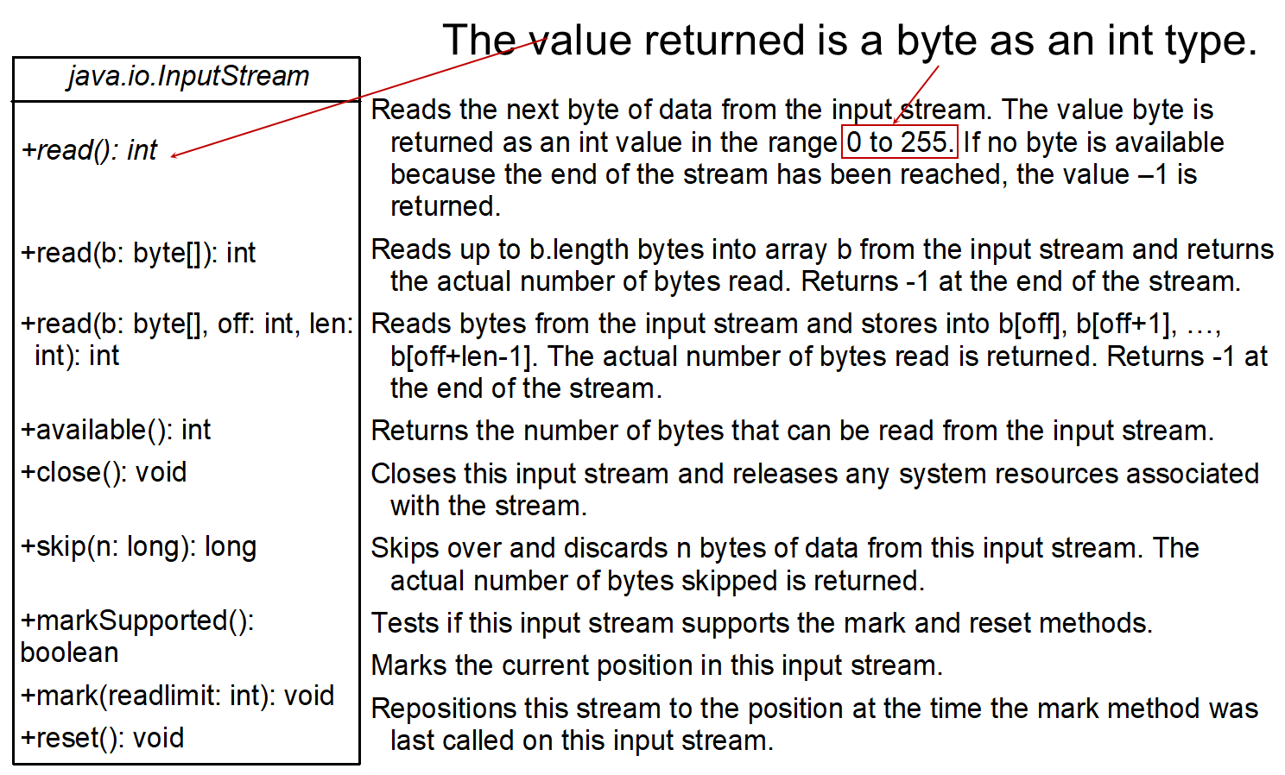 The value returned is a byte as an int type.
java.io.InputStream
+read(): int
Reads the next byte of data from the input stream. The value byte is
returned as an int value in the range 0 to 255. If no byte is available
because the end of the stream has been reached, the value –1 is
returned.
+read(b: byte[]): int
Reads up to b.length bytes into array b from the input stream and returns
the actual number of bytes read. Returns -1 at the end of the stream.
+read(b: byte[], off: int, len:
int): int
Reads bytes from the input stream and stores into b[off], b[off+1], …,
b[off+len-1]. The actual number of bytes read is returned. Returns -1 at
the end of the stream.
+available(): int
Returns the number of bytes that can be read from the input stream.
+close(): void
Closes this input stream and releases any system resources associated
with the stream.
+skip(n: long): long
Skips over and discards n bytes of data from this input stream. The
actual number of bytes skipped is returned.
+markSupported():
boolean
Tests if this input stream supports the mark and reset methods.
+mark(readlimit: int): void
Marks the current position in this input stream.
+reset(): void
Repositions this stream to the position at the time the mark method was
last called on this input stream.